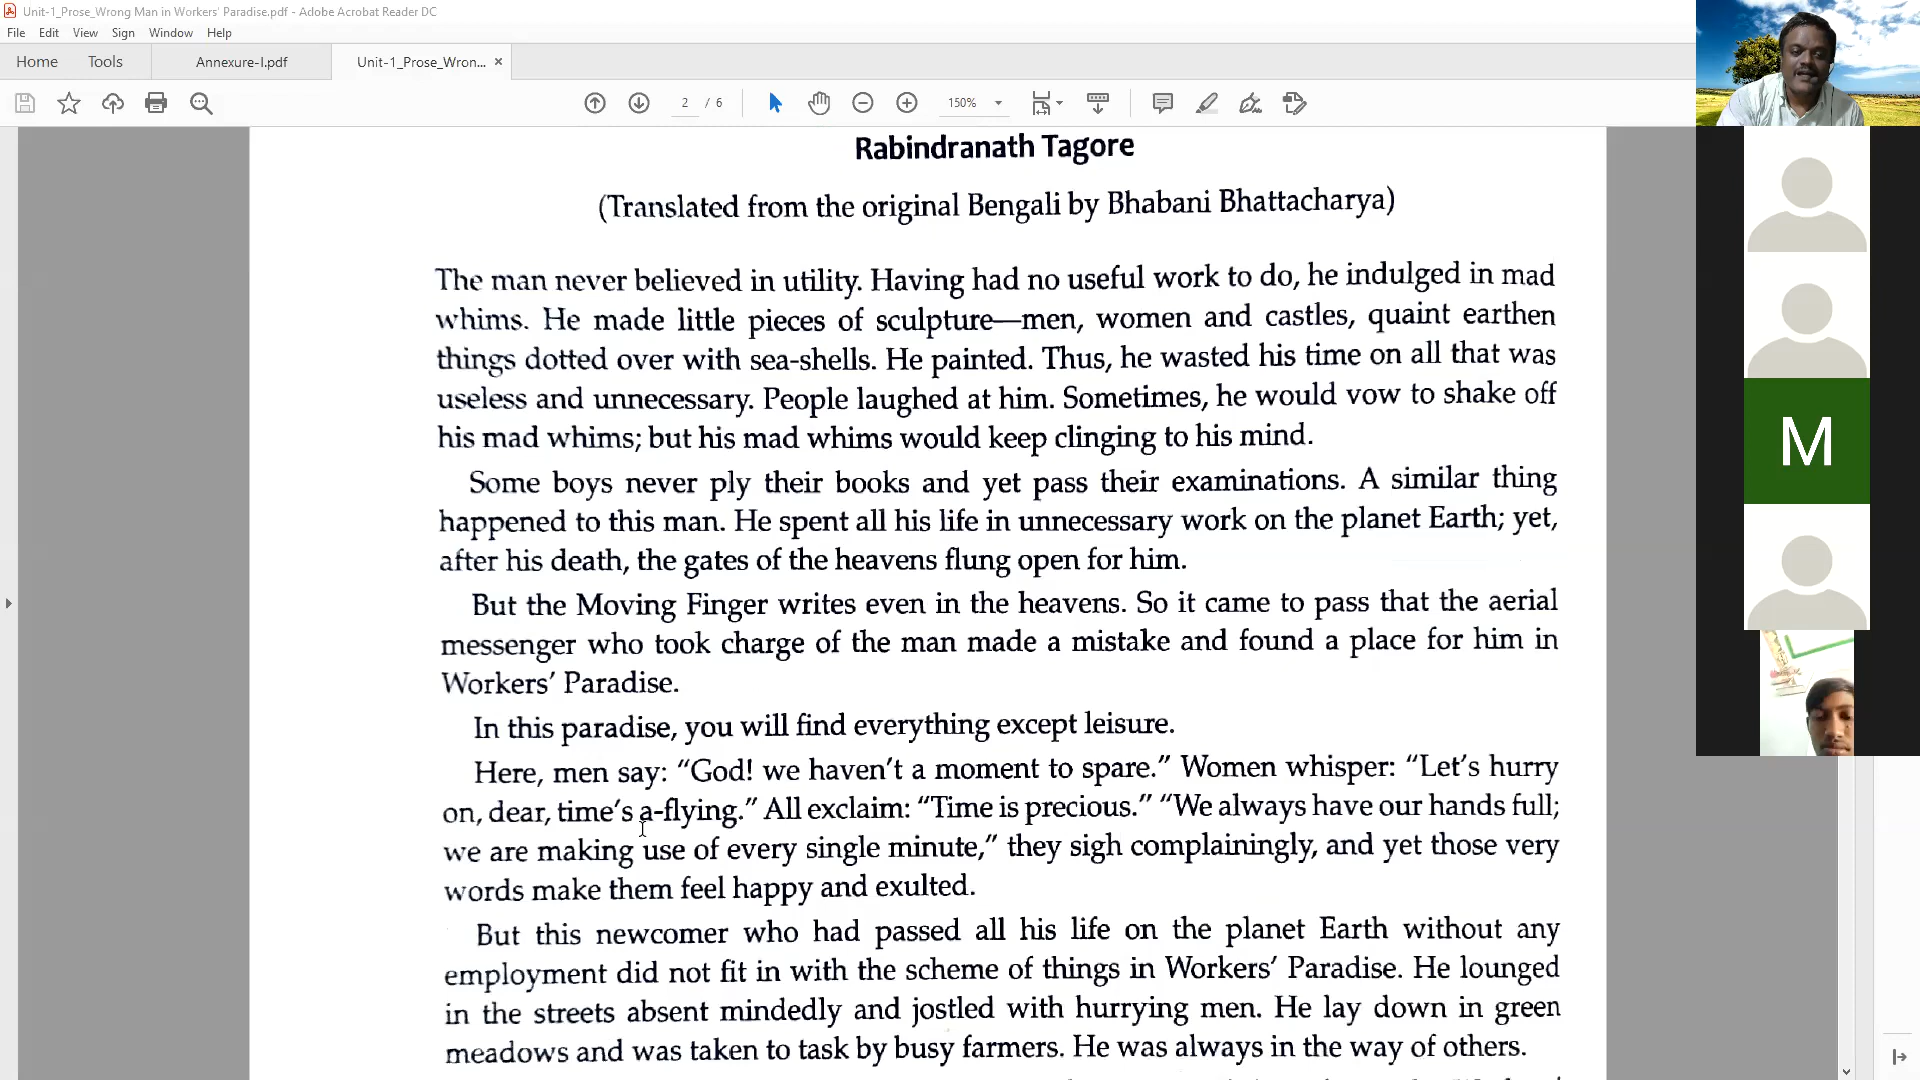 Unit-1_Prose_Wrong Man in Workers' Paradise.pdf - Adobe Acrobat Reader DC
File Edit View Sign Window Help
Home Tools Annexure-I.pdf Unit-1_Prose_Wron... ×
2 / 6 150%
Rabindranath Tagore
(Translated from the original Bengali by Bhabani Bhattacharya)
The man never believed in utility. Having had no useful work to do, he indulged in mad
whims. He made little pieces of sculpture—men, women and castles, quaint earthen
things dotted over with sea-shells. He painted. Thus, he wasted his time on all that was
useless and unnecessary. People laughed at him. Sometimes, he would vow to shake off
his mad whims; but his mad whims would keep clinging to his mind.
Some boys never ply their books and yet pass their examinations. A similar thing
happened to this man. He spent all his life in unnecessary work on the planet Earth; yet,
after his death, the gates of the heavens flung open for him.
But the Moving Finger writes even in the heavens. So it came to pass that the aerial
messenger who took charge of the man made a mistake and found a place for him in
Workers' Paradise.
In this paradise, you will find everything except leisure.
Here, men say: "God! we haven't a moment to spare." Women whisper: "Let's hurry
on, dear, time's a-flying." All exclaim: "Time is precious." "We always have our hands full;
we are making use of every single minute," they sigh complainingly, and yet those very
words make them feel happy and exulted.
But this newcomer who had passed all his life on the planet Earth without any
employment did not fit in with the scheme of things in Workers' Paradise. He lounged
in the streets absent mindedly and jostled with hurrying men. He lay down in green
meadows and was taken to task by busy farmers. He was always in the way of others.
M